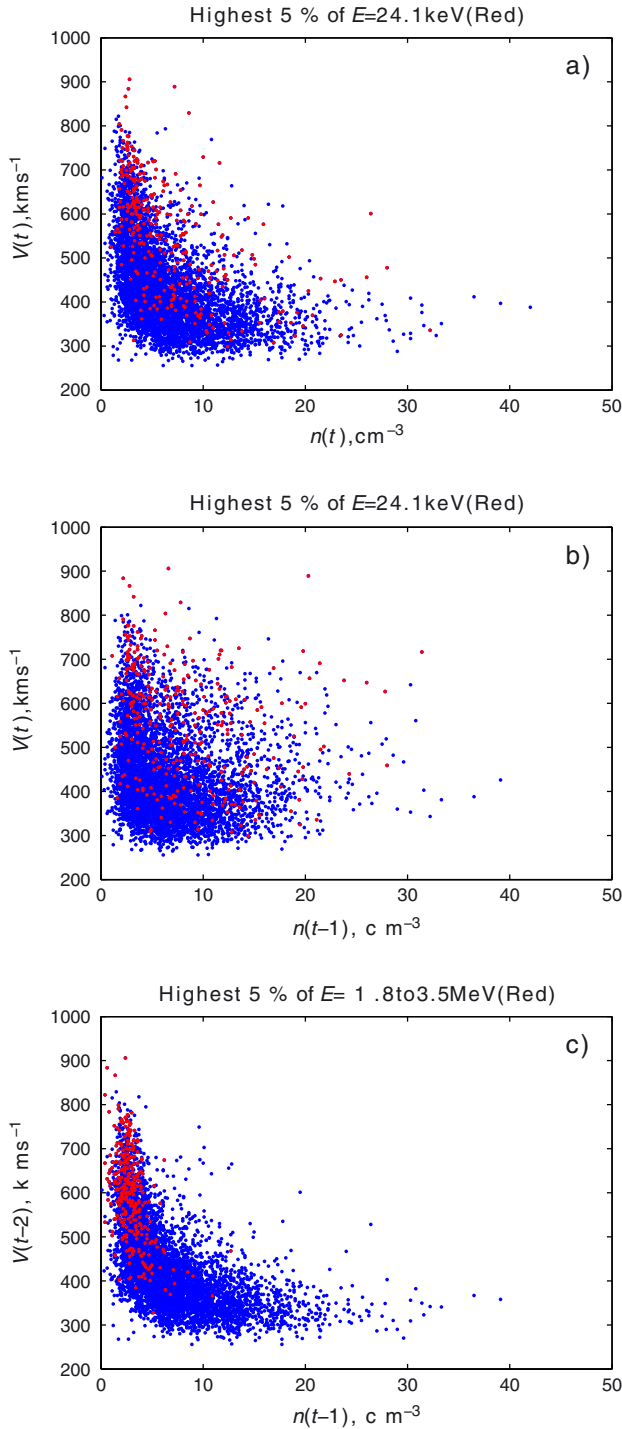 Highest 5 % of E=24.1keV(Red)
a)
1000
900
800
700
600
500
400
300
200
V(t),kms⁻¹
0 10 20 30 40 50
n(t),cm⁻³
Highest 5 % of E=24.1keV(Red)
b)
1000
900
800
700
600
500
400
300
200
V(t),kms⁻¹
0 10 20 30 40 50
n(t−1), c m⁻³
Highest 5 % of E= 1 .8to3.5MeV(Red)
c)
1000
900
800
700
600
500
400
300
200
V(t−2), k ms⁻¹
0 10 20 30 40 50
n(t−1), c m⁻³